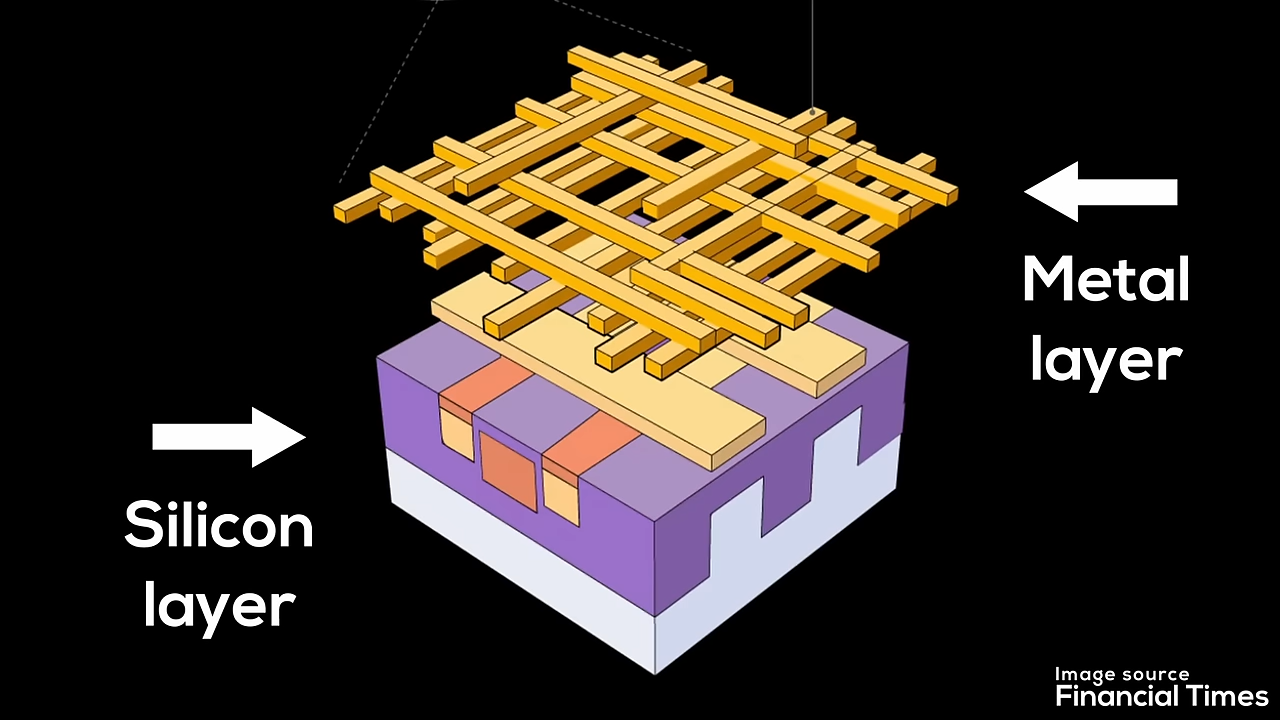 Metal
layer
Silicon
layer
Image source
Financial Times